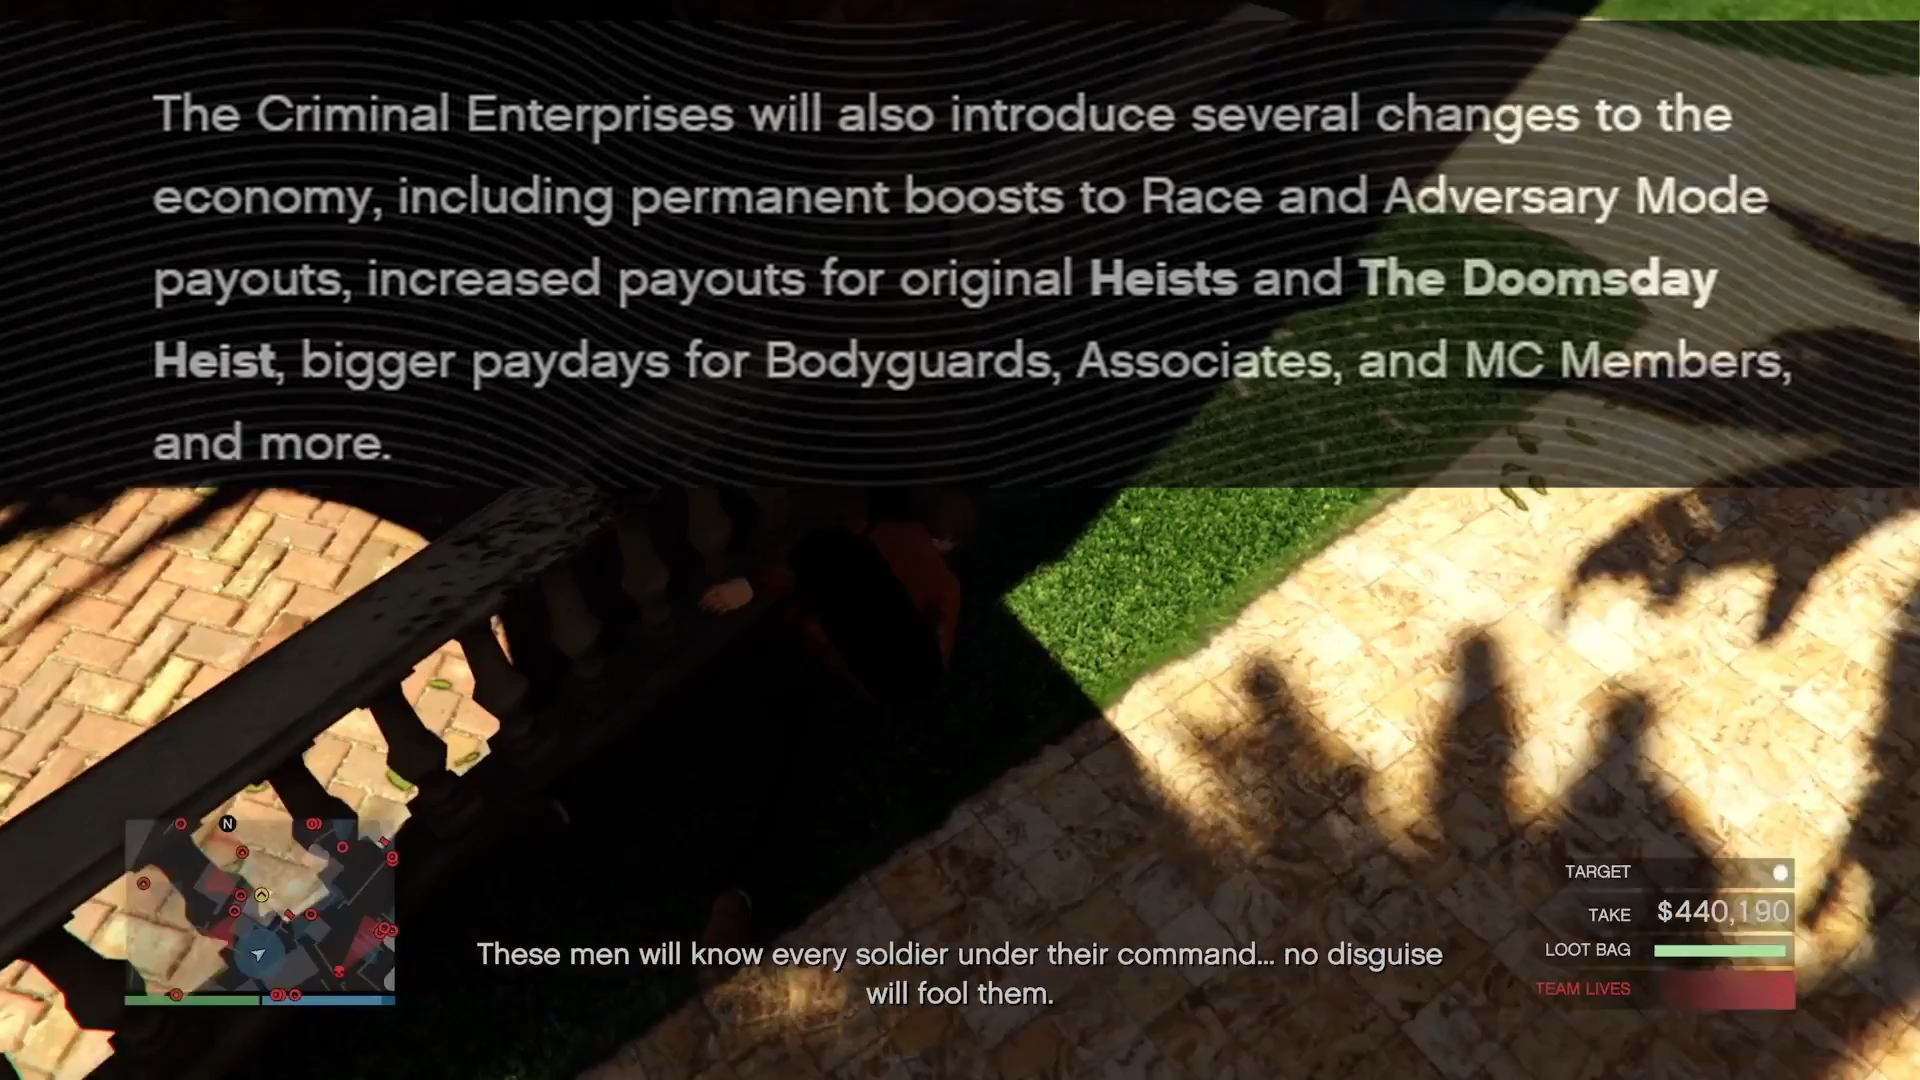 The Criminal Enterprises will also introduce several changes to the
economy, including permanent boosts to Race and Adversary Mode
payouts, increased payouts for original Heists and The Doomsday
Heist, bigger paydays for Bodyguards, Associates, and MC Members,
and more.
N
TARGET
TAKE $440,190
LOOT BAG
TEAM LIVES
These men will know every soldier under their command... no disguise
will fool them.